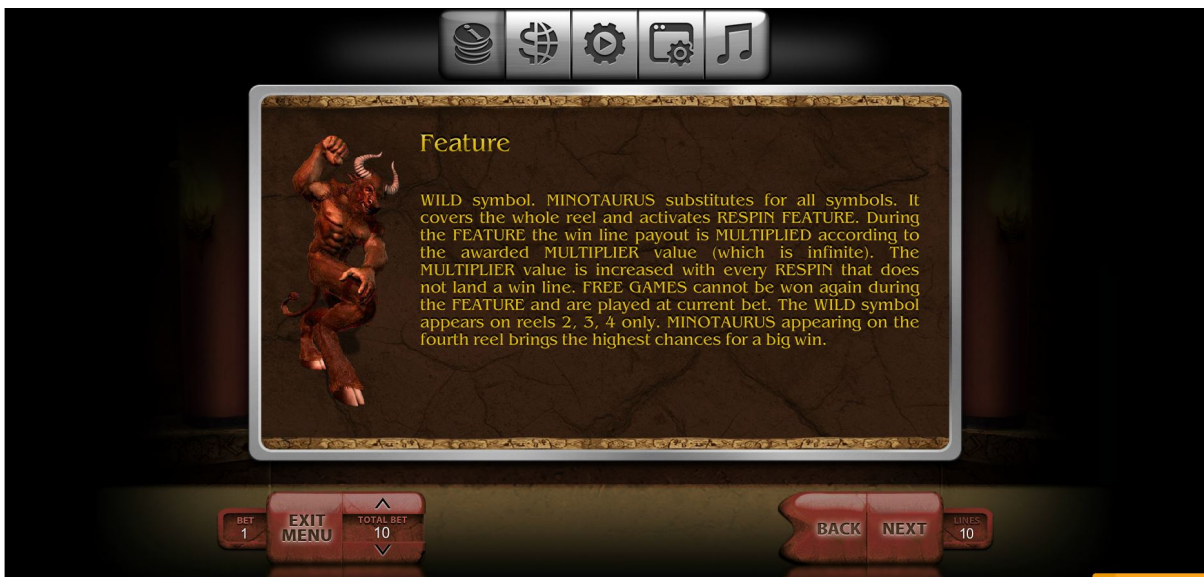 Feature
WILD symbol. MINOTAURUS substitutes for all symbols. It
covers the whole reel and activates RESPIN FEATURE. During
the FEATURE the win line payout is MULTIPLIED according to
the awarded MULTIPLIER value (which is infinite). The
MULTIPLIER value is increased with every RESPIN that does
not land a win line. FREE GAMES cannot be won again during
the FEATURE and are played at current bet. The WILD symbol
appears on reels 2, 3, 4 only. MINOTAURUS appearing on the
fourth reel brings the highest chances for a big win.
BET
1
EXIT
MENU
TOTAL BET
10
BACK
NEXT
LINES
10